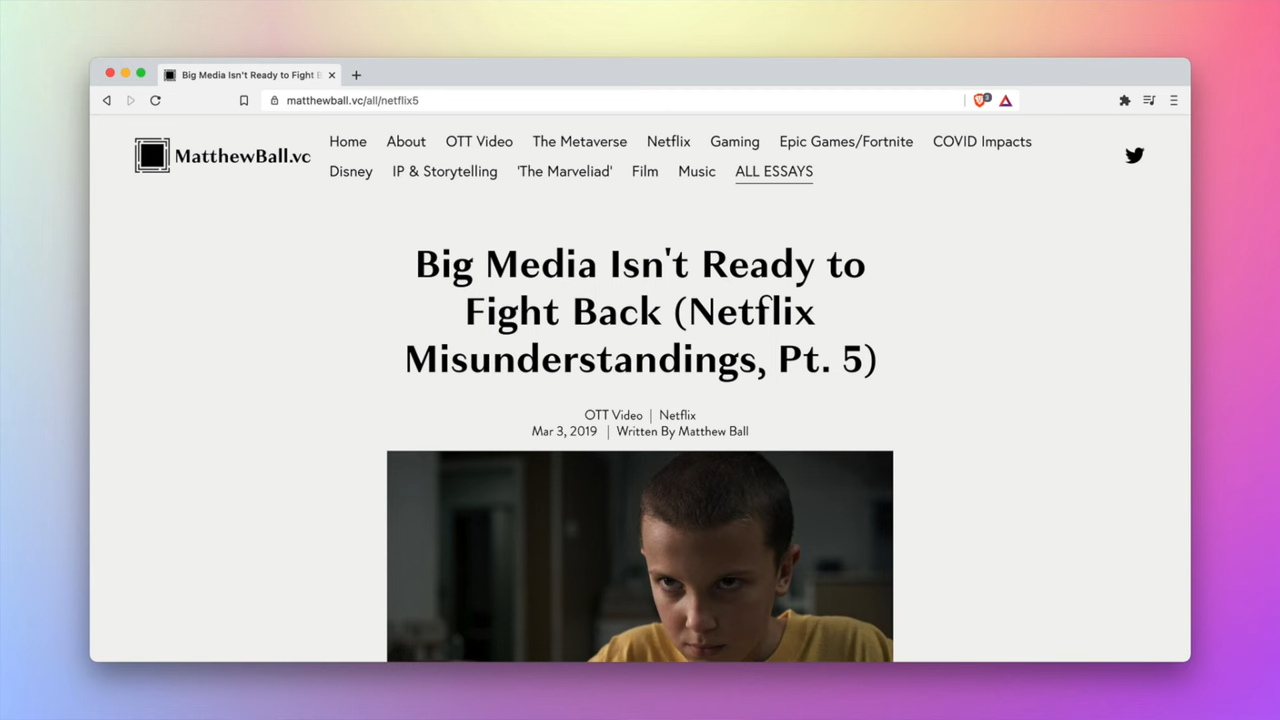 Big Media Isn't Ready to Fight B
matthewball.vc/all/netflix5
3
MatthewBall.vc
Home About OTT Video The Metaverse Netflix Gaming Epic Games/Fortnite COVID Impacts
Disney IP & Storytelling 'The Marveliad' Film Music ALL ESSAYS
Big Media Isn't Ready to
Fight Back (Netflix
Misunderstandings, Pt. 5)
OTT Video | Netflix
Mar 3, 2019 | Written By Matthew Ball